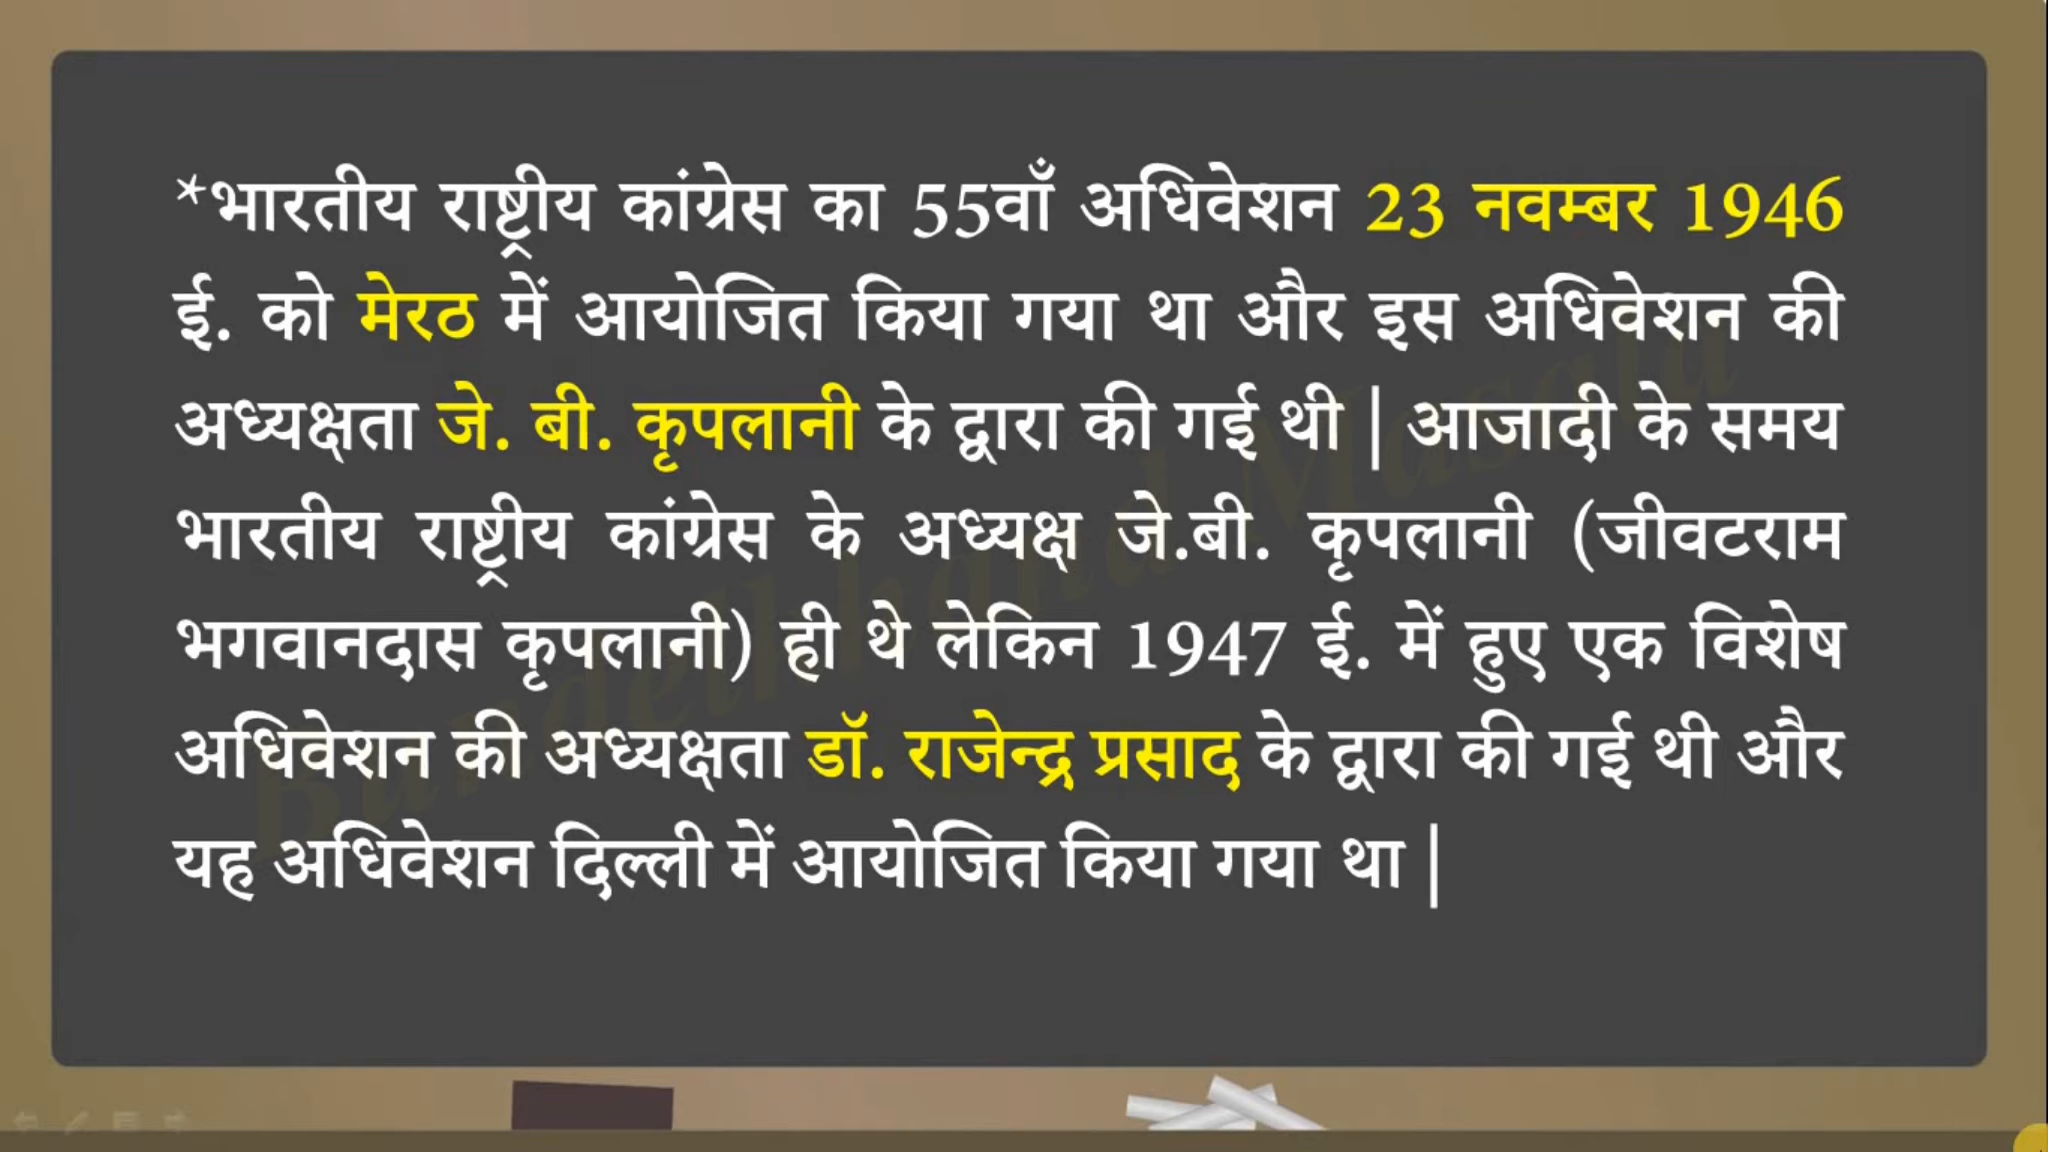 *भारतीय राष्ट्रीय कांग्रेस का 55वाँ अधिवेशन 23 नवम्बर 1946
ई. को मेरठ में आयोजित किया गया था और इस अधिवेशन की
अध्यक्षता जे. बी. कृपलानी के द्वारा की गई थी | आजादी के समय
भारतीय राष्ट्रीय कांग्रेस के अध्यक्ष जे.बी. कृपलानी (जीवटराम
भगवानदास कृपलानी) ही थे लेकिन 1947 ई. में हुए एक विशेष
अधिवेशन की अध्यक्षता डॉ. राजेन्द्र प्रसाद के द्वारा की गई थी और
यह अधिवेशन दिल्ली में आयोजित किया गया था |
Bundelkhand Masala